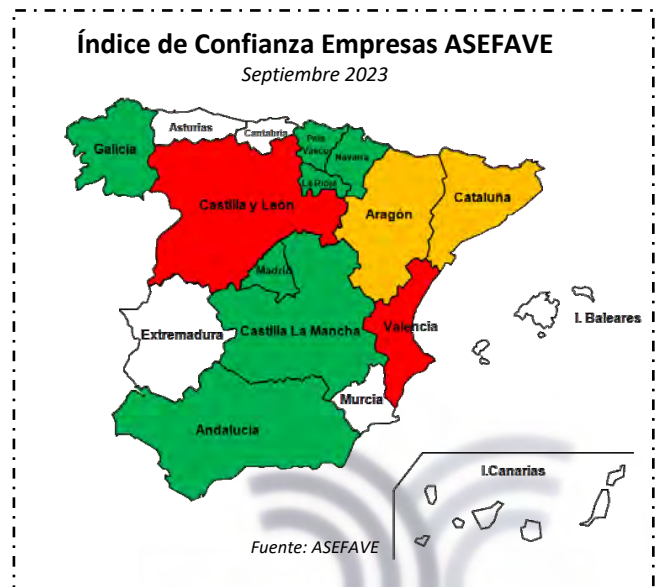 Índice de Confianza Empresas ASEFAVE
Septiembre 2023
Asturias
Cantabria
País
Vasco
Navarra
Galicia
La Rioja
Castilla y León
Aragón
Cataluña
Madrid
Extremadura
Castilla La Mancha
Valencia
I. Baleares
Murcia
Andalucía
I.Canarias
Fuente: ASEFAVE